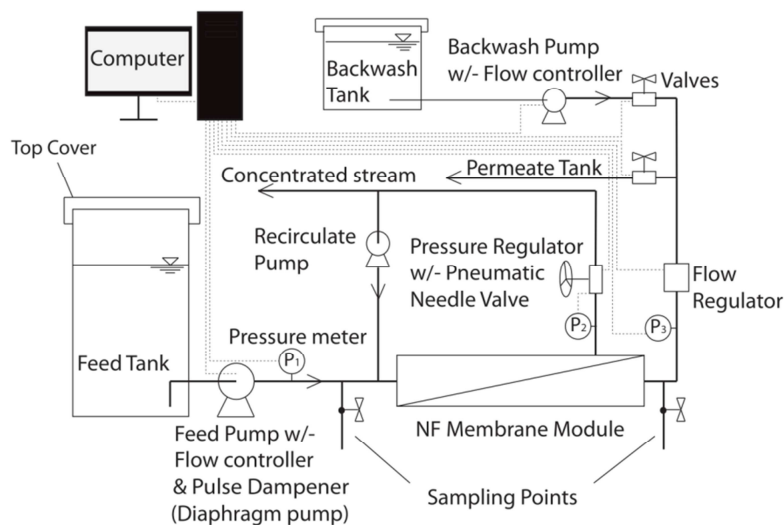 Computer
Backwash
Tank
Backwash Pump
w/- Flow controller
Valves
Top Cover
Concentrated stream
Permeate Tank
Recirculate
Pump
Pressure Regulator
w/- Pneumatic
Needle Valve
Flow
Regulator
P2
P3
Pressure meter
P1
Feed Tank
NF Membrane Module
Feed Pump w/-
Flow controller
& Pulse Dampener
(Diaphragm pump)
Sampling Points